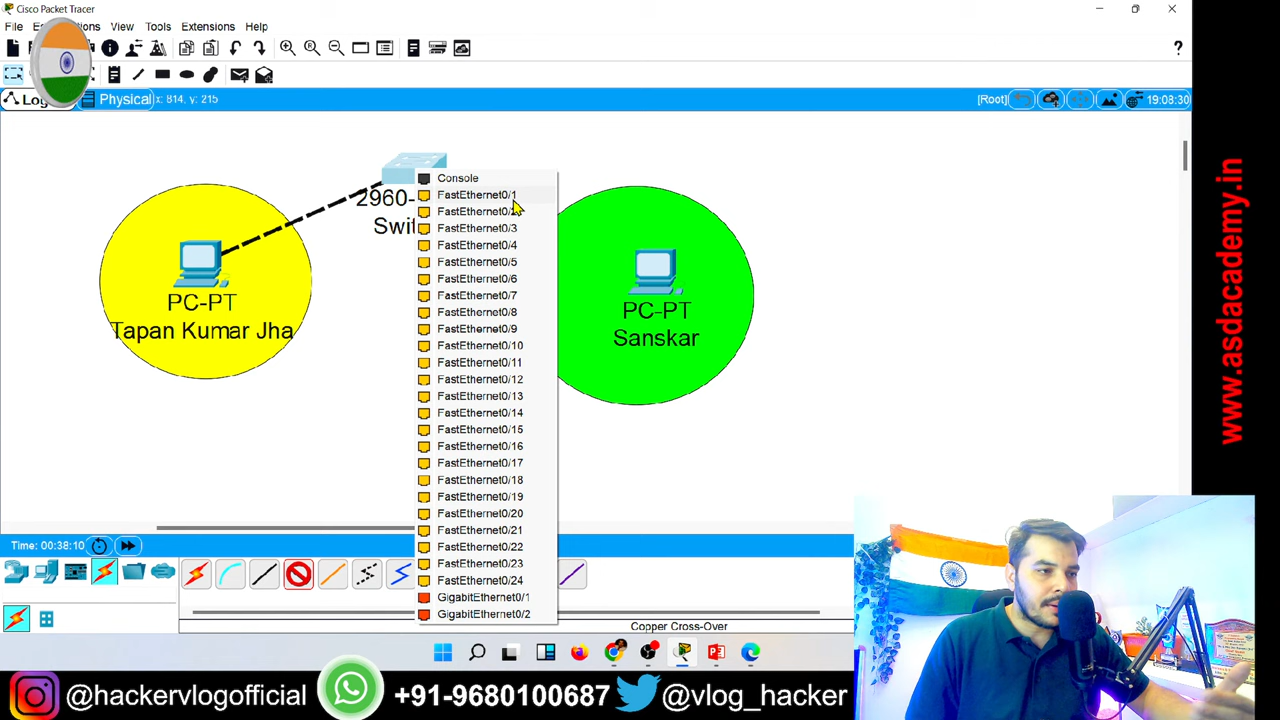 Cisco Packet Tracer
File
View
Tools
Extensions
Help
Physical
x: 814, y: 215
[Root]
19:08:30
Console
FastEthernet0/1
FastEthernet0/
FastEthernet0/3
FastEthernet0/4
FastEthernet0/5
FastEthernet0/6
FastEthernet0/7
FastEthernet0/8
FastEthernet0/9
FastEthernet0/10
FastEthernet0/11
FastEthernet0/12
FastEthernet0/13
FastEthernet0/14
FastEthernet0/15
FastEthernet0/16
FastEthernet0/17
FastEthernet0/18
FastEthernet0/19
FastEthernet0/20
FastEthernet0/21
FastEthernet0/22
FastEthernet0/23
FastEthernet0/24
GigabitEthernet0/1
GigabitEthernet0/2
2960-
Swit
PC-PT
Tapan Kumar Jha
PC-PT
Sanskar
Time: 00:38:10
Copper Cross-Over
www.asdacademy.in
@hackervlogofficial
+91-9680100687
@vlog_hacker